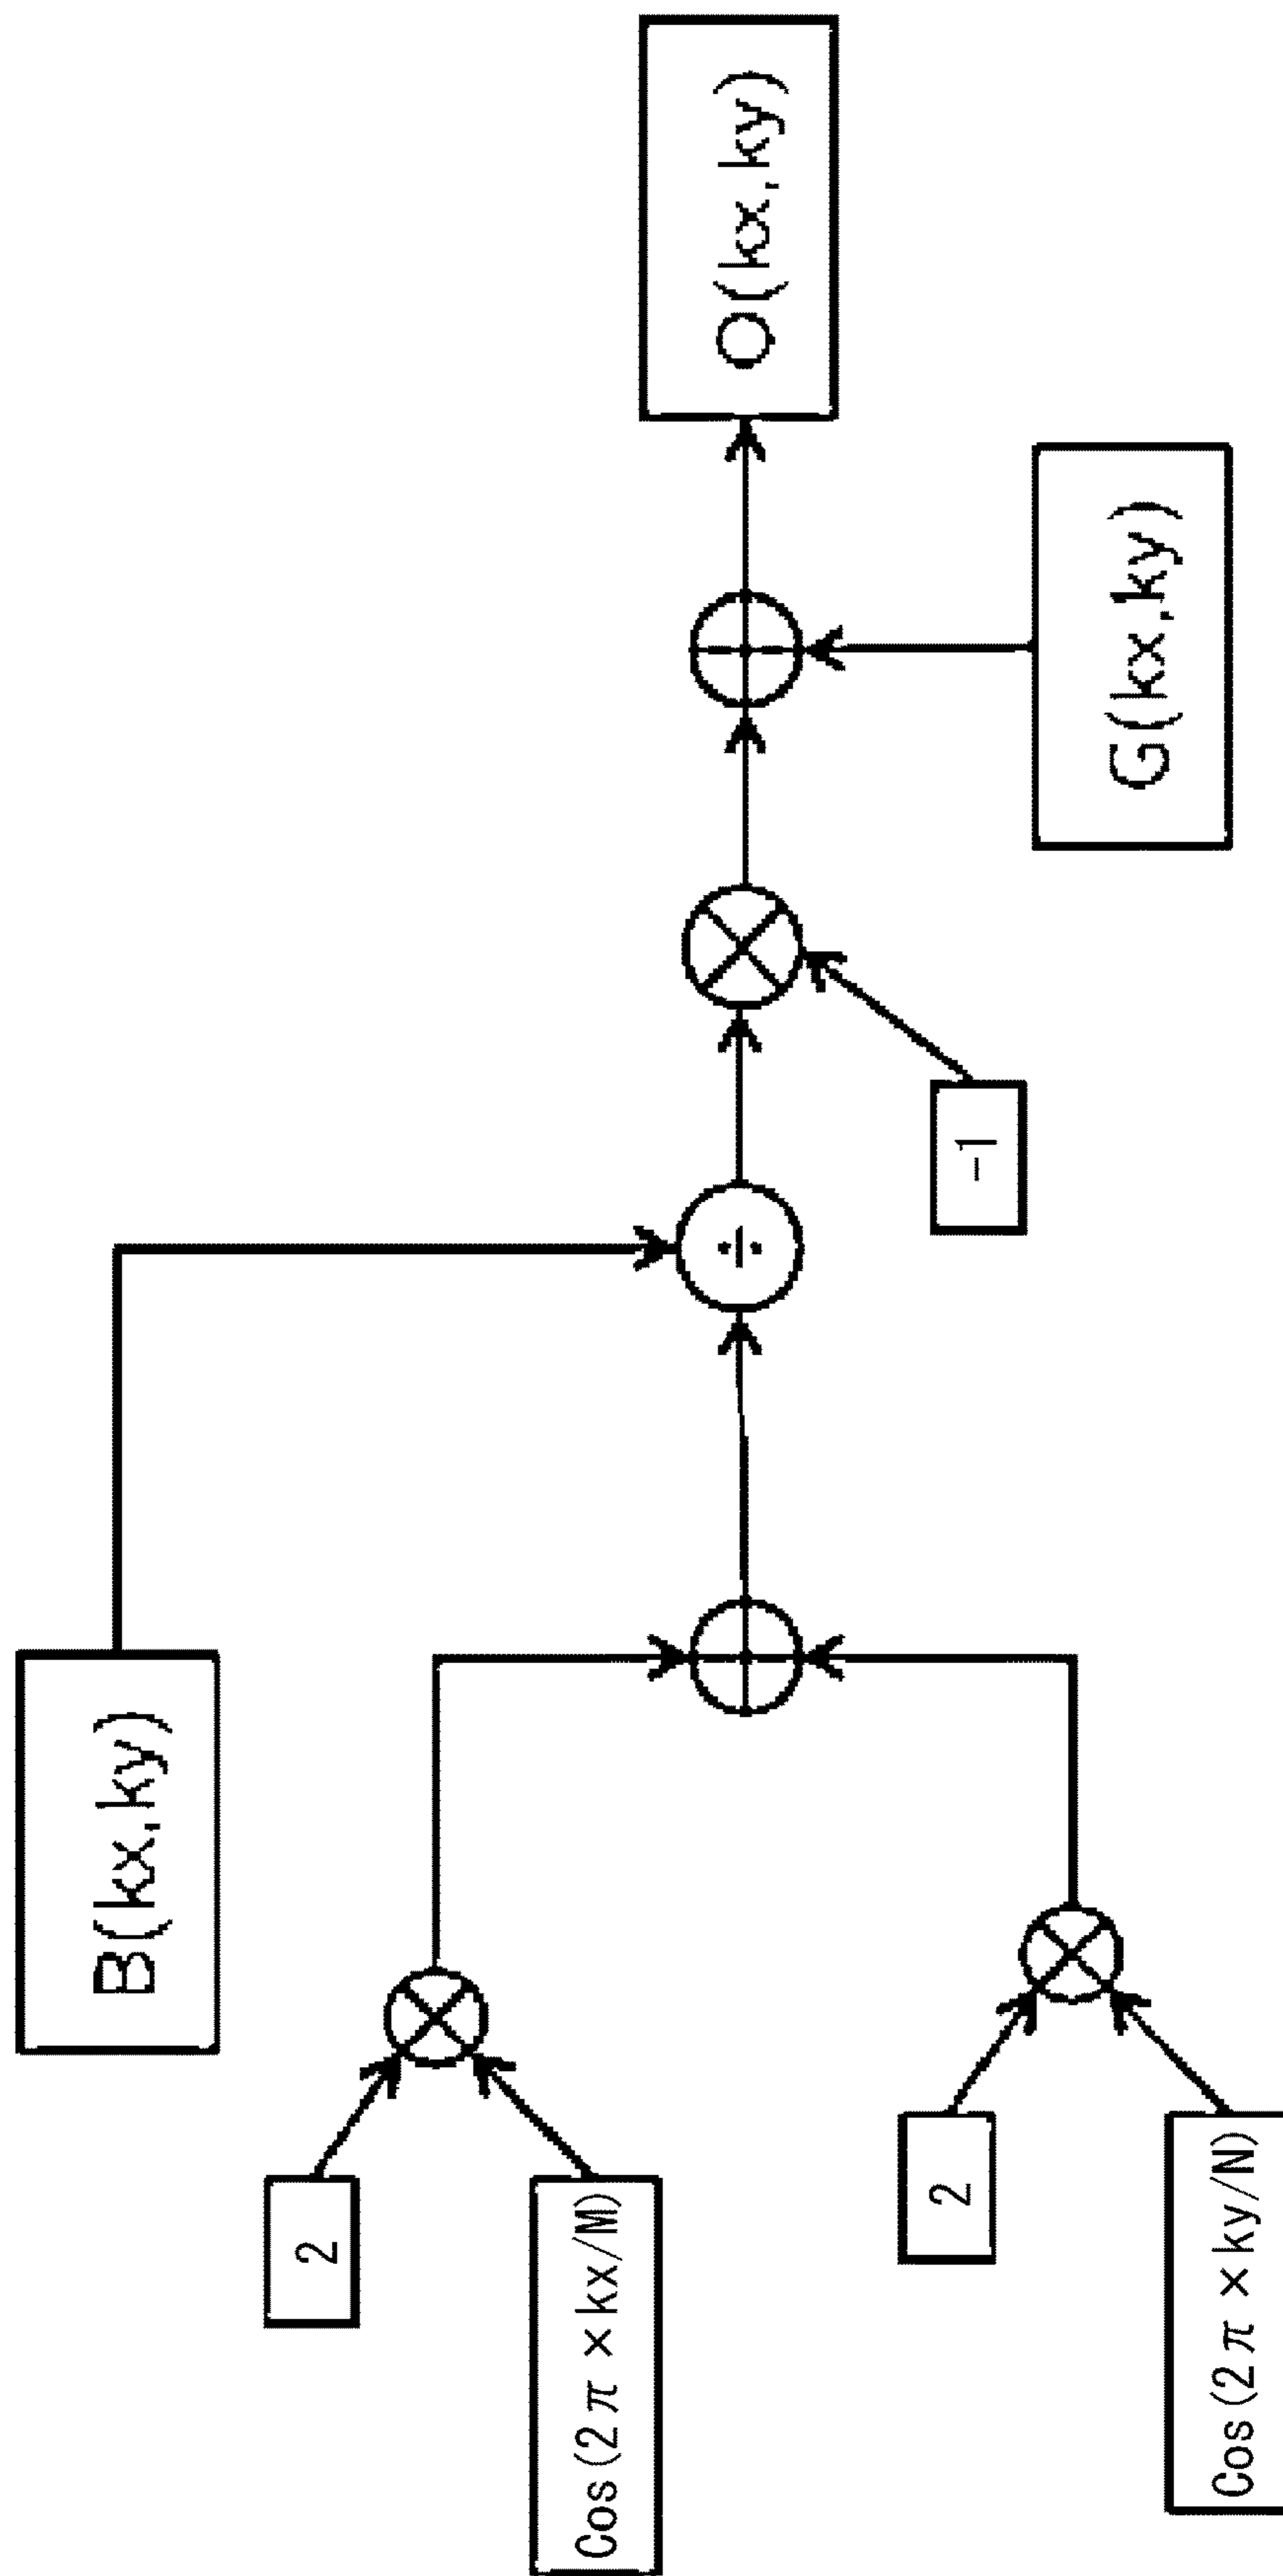 B(kx,ky)
2
Cos(2π×kx/M)
÷
O(kx,ky)
-1
2
G(kx,ky)
Cos(2π×ky/N)